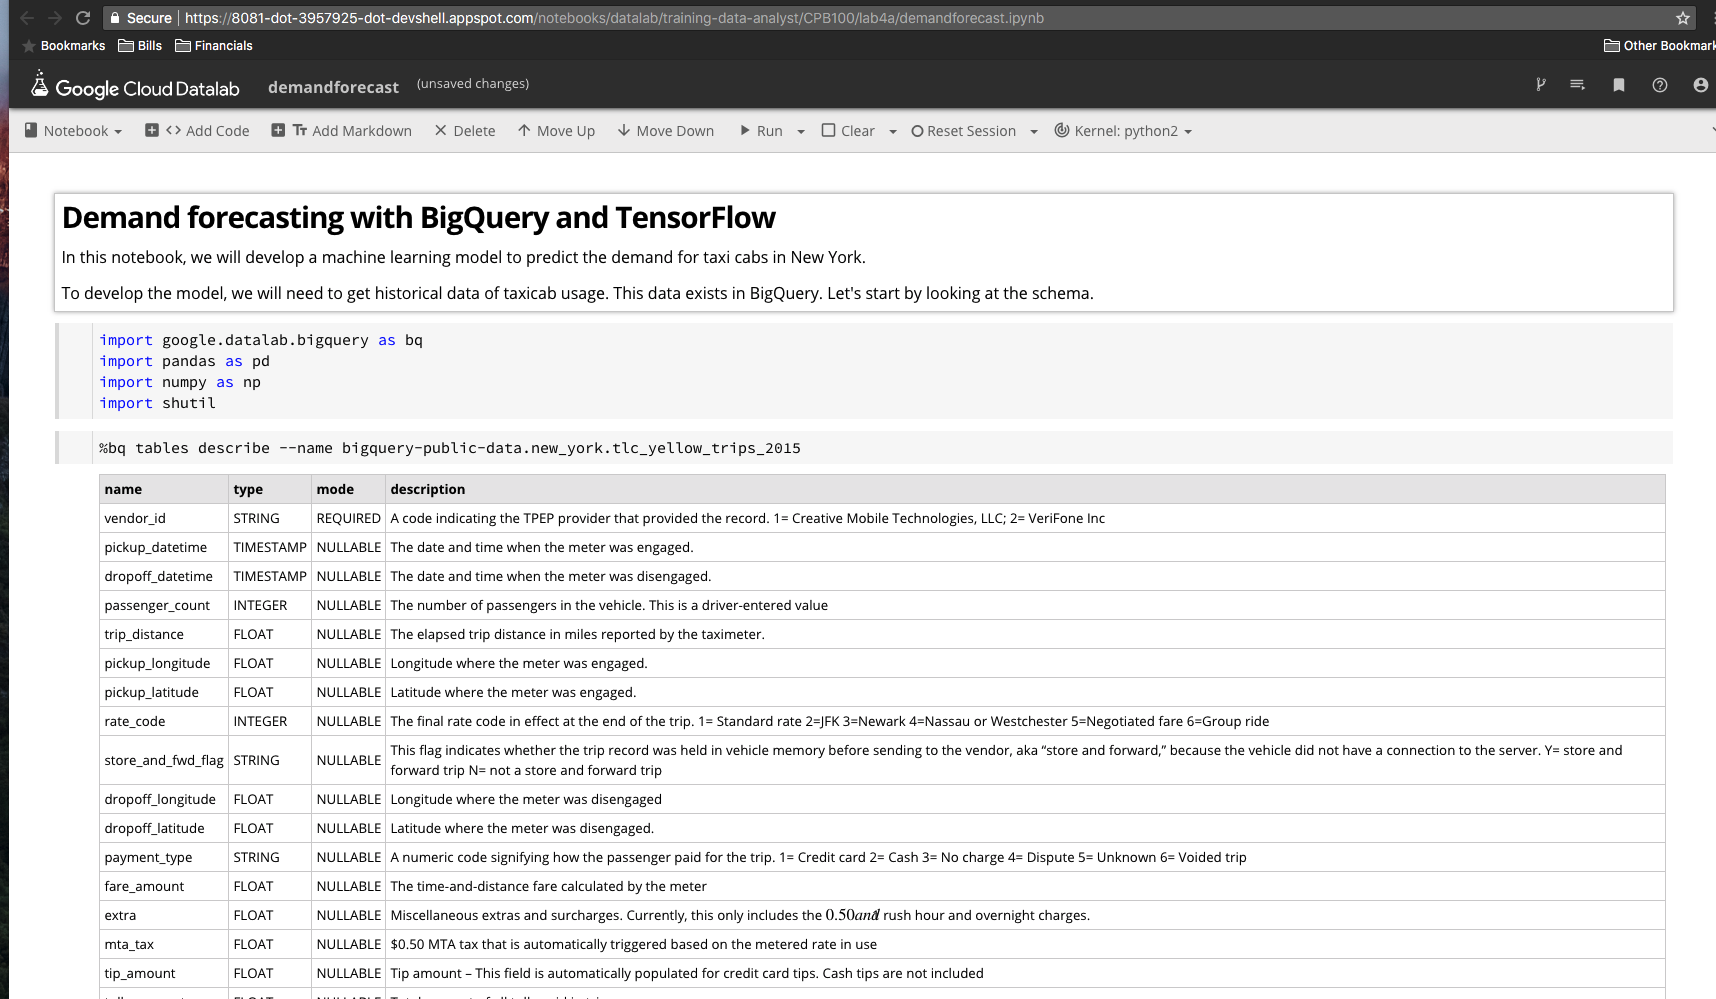 Secure https://8081-dot-3957925-dot-devshell.appspot.com/notebooks/datalab/training-data-analyst/CPB100/lab4a/demandforecast.ipynb
Bookmarks Bills Financials Other Bookmark
Google Cloud Datalab demandforecast (unsaved changes)
Notebook <> Add Code Tт Add Markdown Delete Move Up Move Down Run Clear Reset Session Kernel: python2
Demand forecasting with BigQuery and TensorFlow
In this notebook, we will develop a machine learning model to predict the demand for taxi cabs in New York.
To develop the model, we will need to get historical data of taxicab usage. This data exists in BigQuery. Let's start by looking at the schema.
import google.datalab.bigquery as bq
import pandas as pd
import numpy as np
import shutil
%bq tables describe --name bigquery-public-data.new_york.tlc_yellow_trips_2015
name type mode description
vendor_id STRING REQUIRED A code indicating the TPEP provider that provided the record. 1= Creative Mobile Technologies, LLC; 2= VeriFone Inc
pickup_datetime TIMESTAMP NULLABLE The date and time when the meter was engaged.
dropoff_datetime TIMESTAMP NULLABLE The date and time when the meter was disengaged.
passenger_count INTEGER NULLABLE The number of passengers in the vehicle. This is a driver-entered value
trip_distance FLOAT NULLABLE The elapsed trip distance in miles reported by the taximeter.
pickup_longitude FLOAT NULLABLE Longitude where the meter was engaged.
pickup_latitude FLOAT NULLABLE Latitude where the meter was engaged.
rate_code INTEGER NULLABLE The final rate code in effect at the end of the trip. 1= Standard rate 2=JFK 3=Newark 4=Nassau or Westchester 5=Negotiated fare 6=Group ride
store_and_fwd_flag STRING NULLABLE This flag indicates whether the trip record was held in vehicle memory before sending to the vendor, aka “store and forward,” because the vehicle did not have a connection to the server. Y= store and
forward trip N= not a store and forward trip
dropoff_longitude FLOAT NULLABLE Longitude where the meter was disengaged
dropoff_latitude FLOAT NULLABLE Latitude where the meter was disengaged.
payment_type STRING NULLABLE A numeric code signifying how the passenger paid for the trip. 1= Credit card 2= Cash 3= No charge 4= Dispute 5= Unknown 6= Voided trip
fare_amount FLOAT NULLABLE The time-and-distance fare calculated by the meter
extra FLOAT NULLABLE Miscellaneous extras and surcharges. Currently, this only includes the 0.50and rush hour and overnight charges.
mta_tax FLOAT NULLABLE $0.50 MTA tax that is automatically triggered based on the metered rate in use
tip_amount FLOAT NULLABLE Tip amount – This field is automatically populated for credit card tips. Cash tips are not included